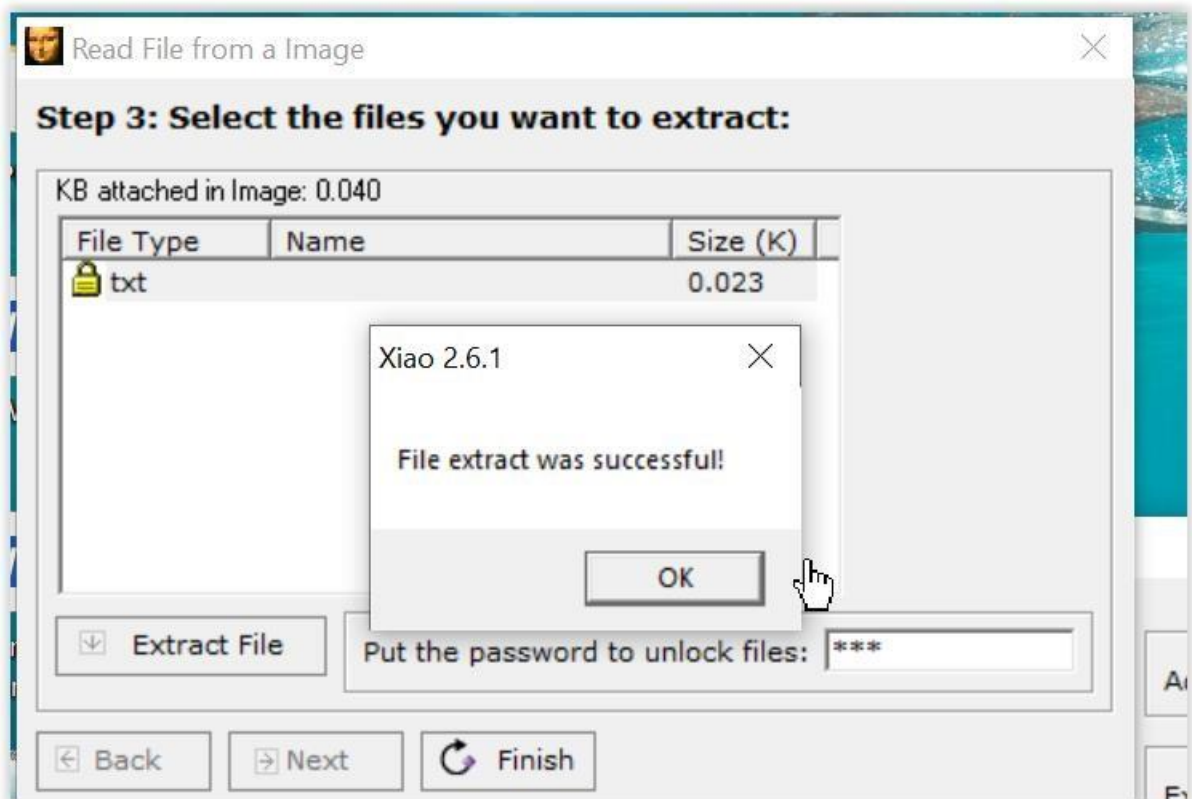 Read File from a Image
Step 3: Select the files you want to extract:
KB attached in Image: 0.040
File Type Name Size (K)
txt 0.023
Xiao 2.6.1
File extract was successful!
OK
Extract File Put the password to unlock files: ***
Back Next Finish